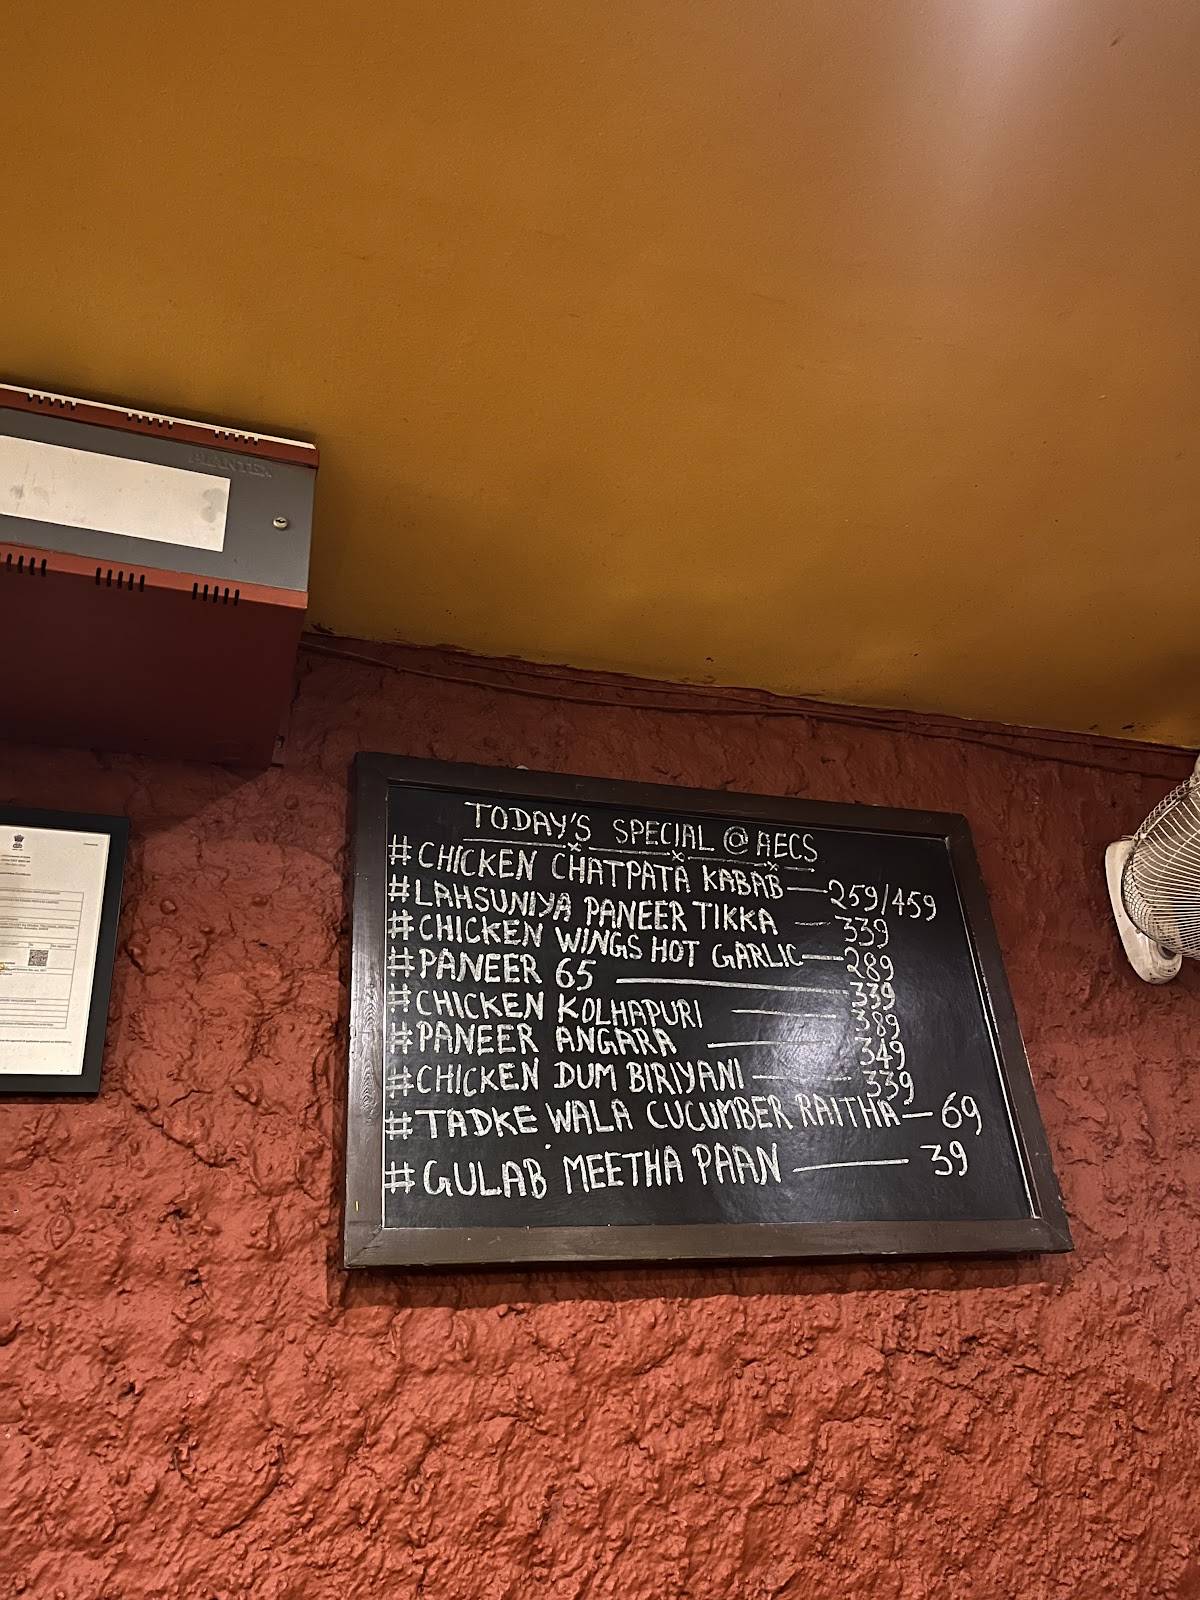 PLANTEX
TODAY'S SPECIAL @ AECS
# CHICKEN CHATPATA KABAB — 259/459
# LAHSUNIYA PANEER TIKKA — 339
# CHICKEN WINGS HOT GARLIC — 289
# PANEER 65 — 339
# CHICKEN KOLHAPURI — 389
# PANEER ANGARA — 349
# CHICKEN DUM BIRIYANI — 339
# TADKE WALA CUCUMBER RAITHA — 69
# GULAB MEETHA PAAN — 39